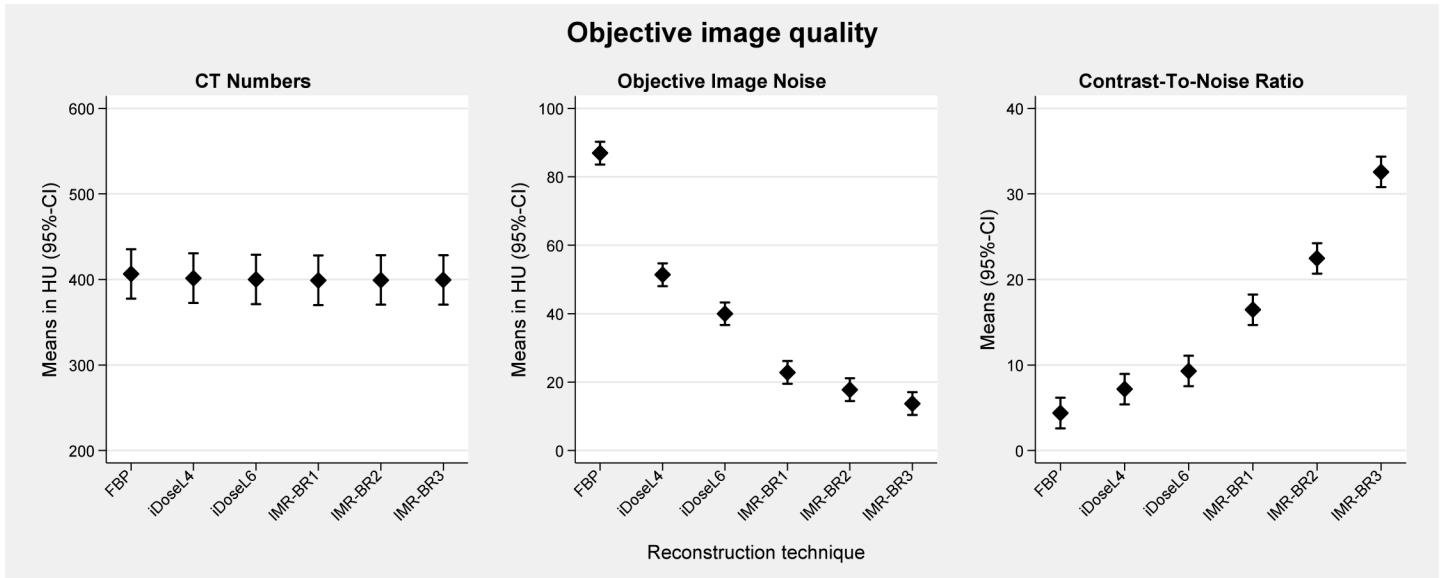 Objective image quality
CT Numbers
Means in HU (95%-CI)
600
500
400
300
200
FBP
iDoseL4
iDoseL6
IMR-BR1
IMR-BR2
IMR-BR3
Objective Image Noise
Means in HU (95%-CI)
100
80
60
40
20
0
FBP
iDoseL4
iDoseL6
IMR-BR1
IMR-BR2
IMR-BR3
Contrast-To-Noise Ratio
Means (95%-CI)
40
30
20
10
0
FBP
iDoseL4
iDoseL6
IMR-BR1
IMR-BR2
IMR-BR3
Reconstruction technique